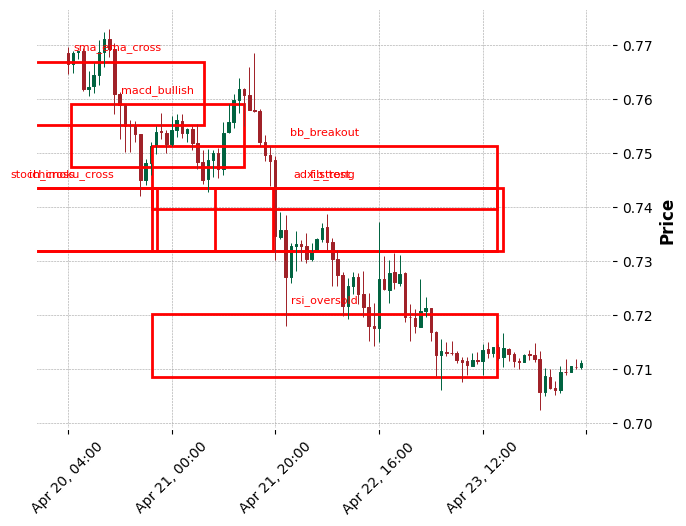 sma_ema_cross
macd_bullish
bb_breakout
ichimoku_cross
rsi_oversold
0.77
0.76
0.75
0.74
0.73
0.72
0.71
0.70
Price
Apr 20, 04:00
Apr 21, 00:00
Apr 21, 20:00
Apr 22, 16:00
Apr 23, 12:00